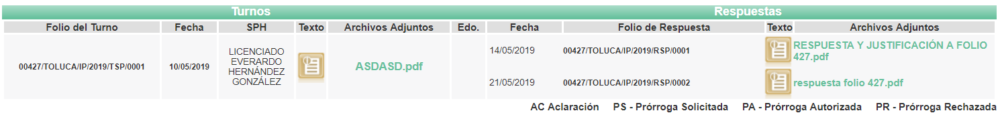 Turnos Respuestas
Folio del Turno Fecha SPH Texto Archivos Adjuntos Edo. Fecha Folio de Respuesta Texto Archivos Adjuntos
00427/TOLUCA/IP/2019/TSP/0001 10/05/2019
LICENCIADO
EVERARDO
HERNÁNDEZ
GONZÁLEZ
ASDASD.pdf
14/05/2019 00427/TOLUCA/IP/2019/RSP/0001
RESPUESTA Y JUSTIFICACIÓN A FOLIO
427.pdf
21/05/2019 00427/TOLUCA/IP/2019/RSP/0002 respuesta folio 427.pdf
AC Aclaración PS - Prórroga Solicitada PA - Prórroga Autorizada PR - Prórroga Rechazada